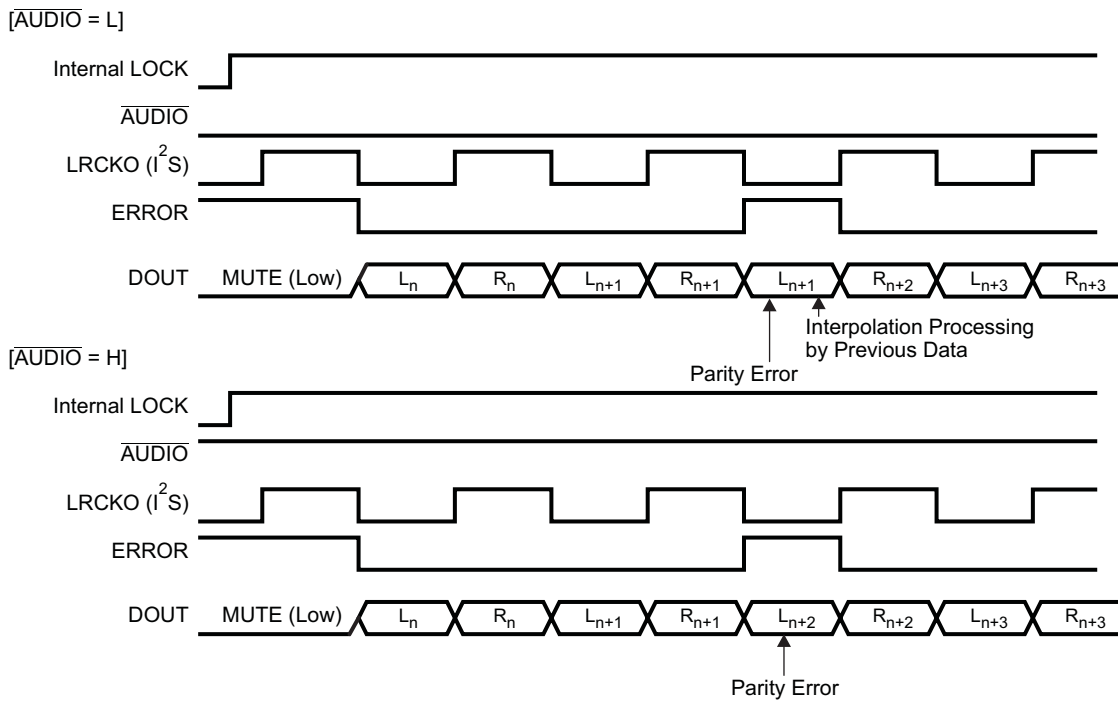 [AUDIO = L]
Internal LOCK
AUDIO
LRCKO (I²S)
ERROR
DOUT MUTE (Low) Lₙ Rₙ Lₙ₊₁ Rₙ₊₁ Lₙ₊₁ Rₙ₊₂ Lₙ₊₃ Rₙ₊₃
Interpolation Processing
by Previous Data
Parity Error
[AUDIO = H]
Internal LOCK
AUDIO
LRCKO (I²S)
ERROR
DOUT MUTE (Low) Lₙ Rₙ Lₙ₊₁ Rₙ₊₁ Lₙ₊₂ Rₙ₊₂ Lₙ₊₃ Rₙ₊₃
Parity Error